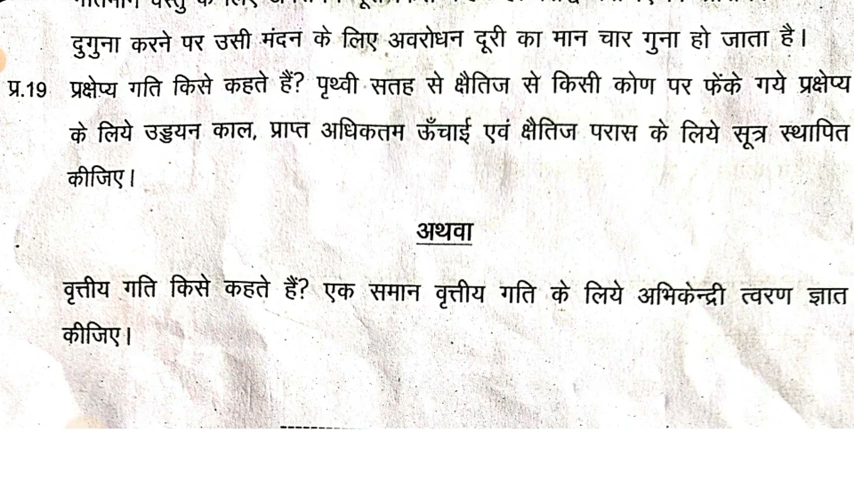 दुगुना करने पर उसी मंदन के लिए अवरोधन दूरी का मान चार गुना हो जाता है।
प्र.19 प्रक्षेप्य गति किसे कहते हैं? पृथ्वी सतह से क्षैतिज से किसी कोण पर फेंके गये प्रक्षेप्य
के लिये उड्डयन काल, प्राप्त अधिकतम ऊँचाई एवं क्षैतिज परास के लिये सूत्र स्थापित
कीजिए।
अथवा
वृत्तीय गति किसे कहते हैं? एक समान वृत्तीय गति के लिये अभिकेन्द्री त्वरण ज्ञात
कीजिए।